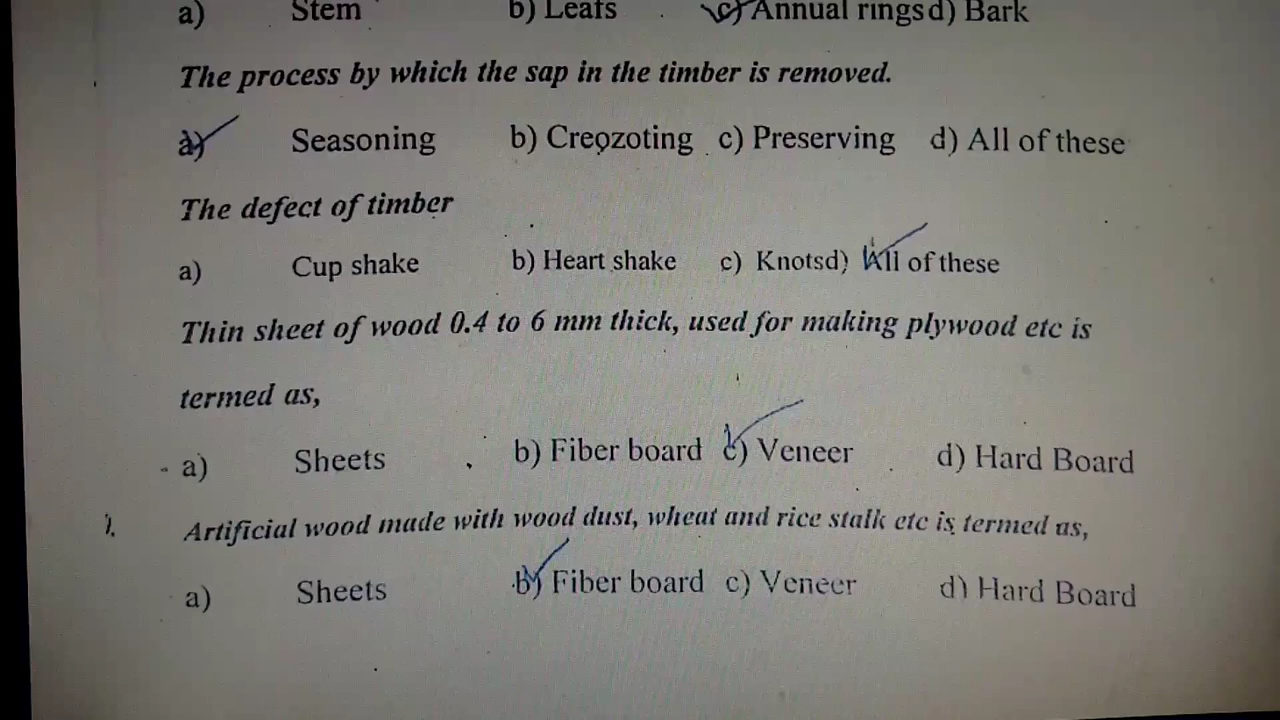 a) Stem b) Leafs c) Annual rings d) Bark
The process by which the sap in the timber is removed.
a) Seasoning b) Creozoting c) Preserving d) All of these
The defect of timber
a) Cup shake b) Heart shake c) Knotsd) All of these
Thin sheet of wood 0.4 to 6 mm thick, used for making plywood etc is
termed as,
a) Sheets b) Fiber board c) Veneer d) Hard Board
Artificial wood made with wood dust, wheat and rice stalk etc is termed as,
a) Sheets b) Fiber board c) Veneer d) Hard Board